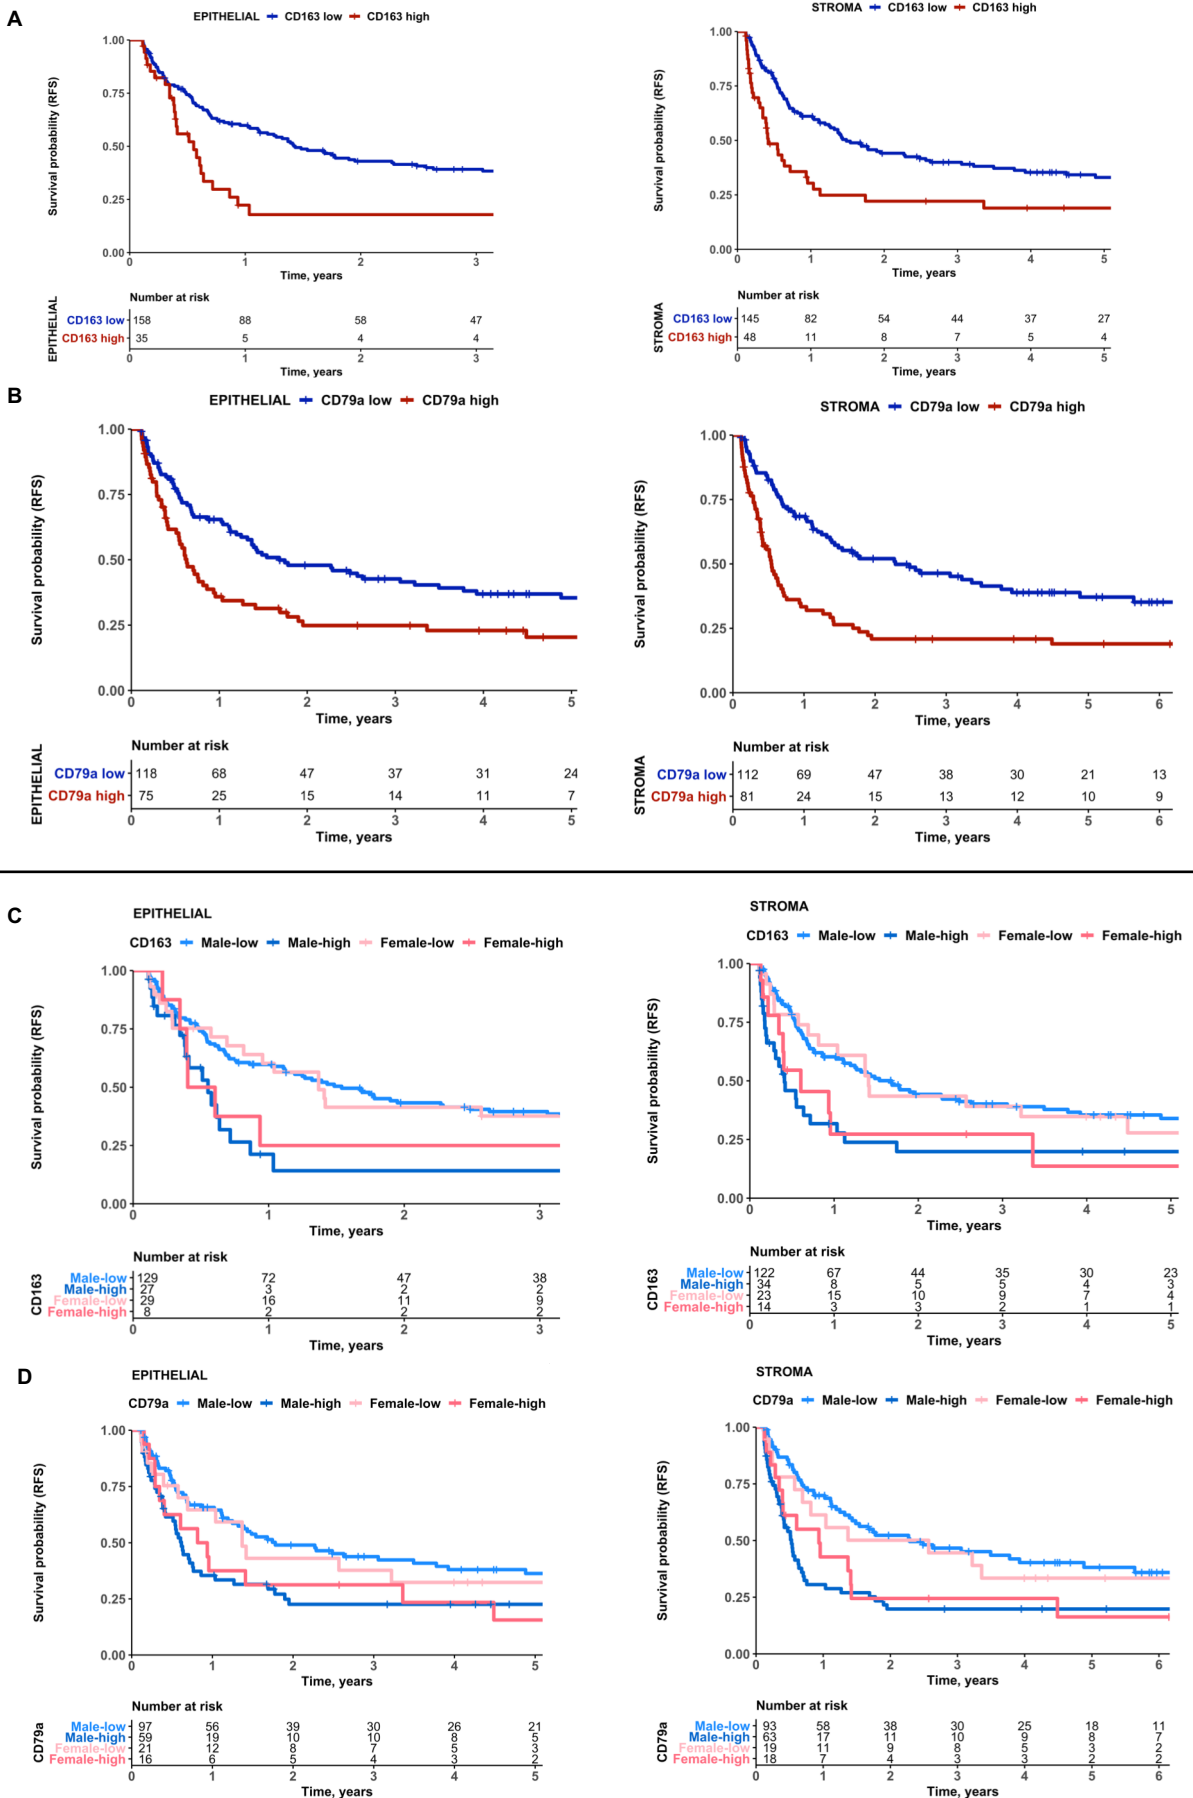 A
EPITHELIAL CD163 low CD163 high
Survival probability (RFS)
1.00
0.75
0.50
0.25
0.00
0 1 2 3
Time, years
Number at risk
EPITHELIAL
CD163 low 158 88 58 47
CD163 high 35 5 4 4
0 1 2 3
Time, years
STROMA CD163 low CD163 high
Survival probability (RFS)
1.00
0.75
0.50
0.25
0.00
0 1 2 3 4 5
Time, years
Number at risk
STROMA
CD163 low 145 82 54 44 37 27
CD163 high 48 11 8 7 5 4
0 1 2 3 4 5
Time, years
B
EPITHELIAL CD79a low CD79a high
Survival probability (RFS)
1.00
0.75
0.50
0.25
0.00
0 1 2 3 4 5
Time, years
Number at risk
EPITHELIAL
CD79a low 118 68 47 37 31 24
CD79a high 75 25 15 14 11 7
0 1 2 3 4 5
Time, years
STROMA CD79a low CD79a high
Survival probability (RFS)
1.00
0.75
0.50
0.25
0.00
0 1 2 3 4 5 6
Time, years
Number at risk
STROMA
CD79a low 112 69 47 38 30 21 13
CD79a high 81 24 15 13 12 10 9
0 1 2 3 4 5 6
Time, years
C
EPITHELIAL
CD163 Male-low Male-high Female-low Female-high
Survival probability (RFS)
1.00
0.75
0.50
0.25
0.00
0 1 2 3
Time, years
Number at risk
CD163
Male-low 129 72 47 38
Male-high 27 3 2 2
Female-low 29 16 11 9
Female-high 8 2 2 2
0 1 2 3
Time, years
STROMA
CD163 Male-low Male-high Female-low Female-high
Survival probability (RFS)
1.00
0.75
0.50
0.25
0.00
0 1 2 3 4 5
Time, years
Number at risk
CD163
Male-low 122 67 44 35 30 23
Male-high 34 8 5 5 4 3
Female-low 23 15 10 9 7 4
Female-high 14 3 3 2 1 1
0 1 2 3 4 5
Time, years
D
EPITHELIAL
CD79a Male-low Male-high Female-low Female-high
Survival probability (RFS)
1.00
0.75
0.50
0.25
0.00
0 1 2 3 4 5
Time, years
Number at risk
CD79a
Male-low 97 56 39 30 26 21
Male-high 59 19 10 10 8 5
Female-low 21 12 8 7 5 3
Female-high 16 6 5 4 3 2
0 1 2 3 4 5
Time, years
STROMA
CD79a Male-low Male-high Female-low Female-high
Survival probability (RFS)
1.00
0.75
0.50
0.25
0.00
0 1 2 3 4 5 6
Time, years
Number at risk
CD79a
Male-low 93 58 38 30 25 18 11
Male-high 63 17 11 10 9 8 7
Female-low 19 11 9 8 5 3 2
Female-high 18 7 4 3 3 2 2
0 1 2 3 4 5 6
Time, years